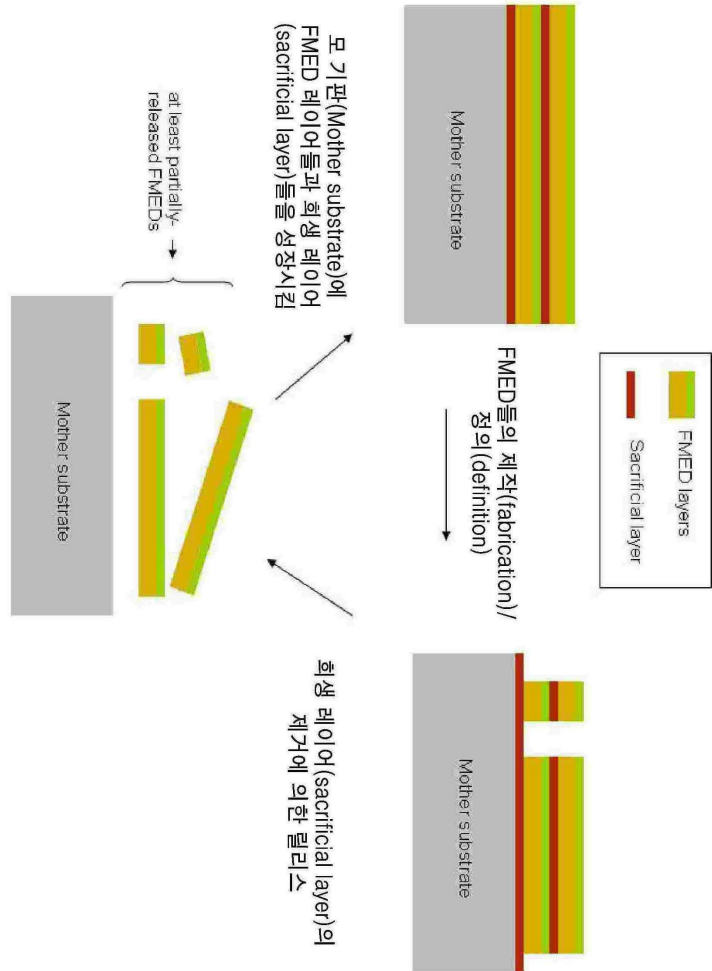 FMED layers
Sacrificial layer
FMED들의 제작(fabrication)/
정의(definition)
Mother substrate
Mother substrate
모 기판(Mother substrate)에
FMED 레이어들과 희생 레이어
(sacrificial layer)들을 성장시킴
희생 레이어(sacrificial layer)의
제거에 의한 릴리스
at least partially-
released FMEDs
Mother substrate